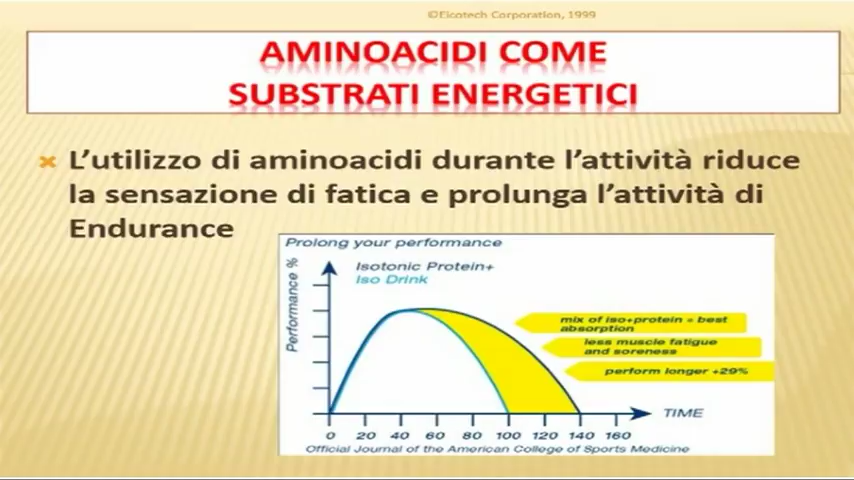 ©Elcotech Corporation, 1999
AMINOACIDI COME
SUBSTRATI ENERGETICI
L'utilizzo di aminoacidi durante l'attività riduce
la sensazione di fatica e prolunga l'attività di
Endurance
Prolong your performance
Isotonic Protein+
Iso Drink
Performance %
mix of iso+protein = best
absorption
less muscle fatigue
and soreness
perform longer +29%
TIME
0 20 40 60 80 100 120 140 160
Official Journal of the American College of Sports Medicine